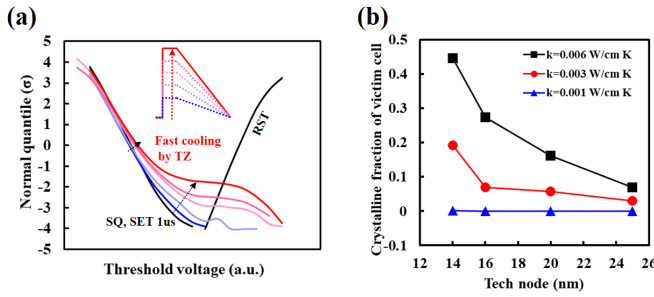 (a)
5
4
3
2
1
0
-1
-2
-3
-4
-5
Normal quantile (σ)
Fast cooling
by TZ
RST
SQ, SET 1us
Threshold voltage (a.u.)
(b)
k=0.006 W/cm K
k=0.003 W/cm K
k=0.001 W/cm K
0.5
0.4
0.3
0.2
0.1
0
-0.1
Crystalline fraction of victim cell
12 14 16 18 20 22 24 26
Tech node (nm)